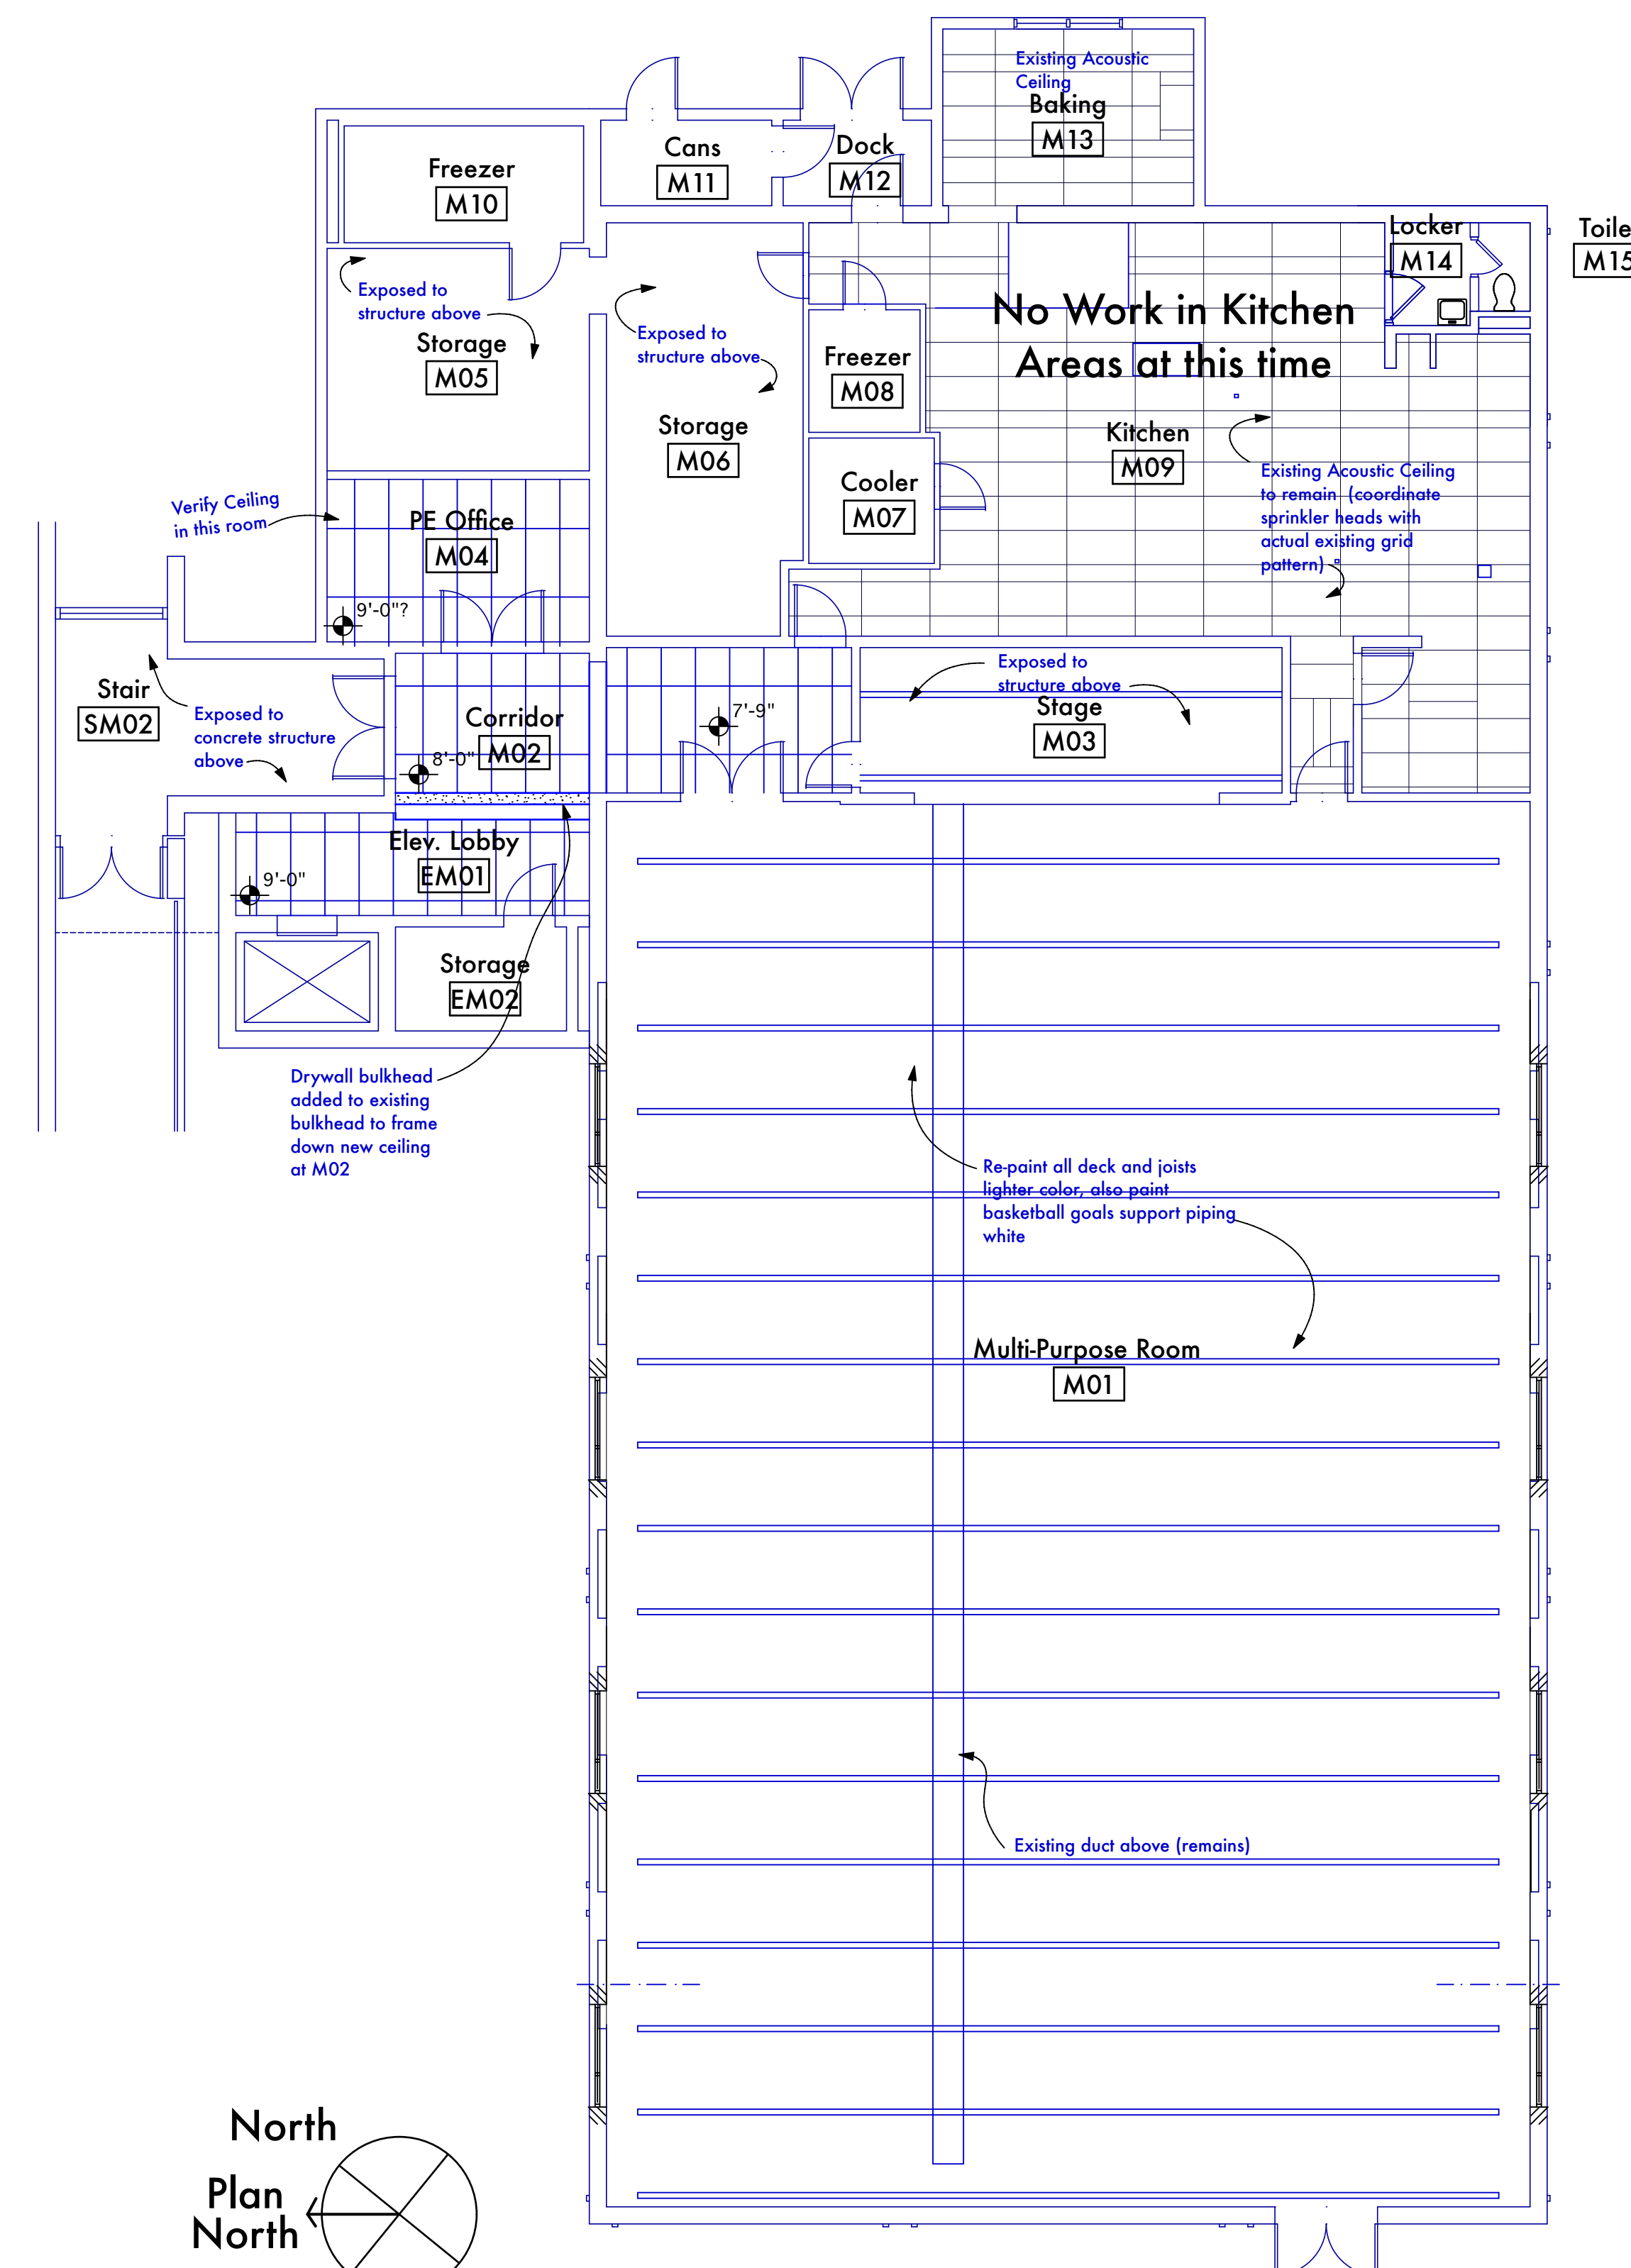 Existing Acoustic
Ceiling
Baking
M13
Cans
M11
Dock
M12
Freezer
M10
Locker
M14
Toile
M15
Exposed to
structure above
Storage
M05
Exposed to
structure above
Storage
M06
No Work in Kitchen
Areas at this time
Freezer
M08
Kitchen
M09
Cooler
M07
Existing Acoustic Ceiling
to remain (coordinate
sprinkler heads with
actual existing grid
pattern)
Verify Ceiling
in this room
PE Office
M04
9'-0"?
Stair
SM02
Exposed to
concrete structure
above
Corridor
M02
8'-0"
7'-9"
Exposed to
structure above
Stage
M03
Elev. Lobby
EM01
9'-0"
Storage
EM02
Drywall bulkhead
added to existing
bulkhead to frame
down new ceiling
at M02
Re-paint all deck and joists
lighter color, also paint
basketball goals support piping
white
Multi-Purpose Room
M01
Existing duct above (remains)
North
Plan
North